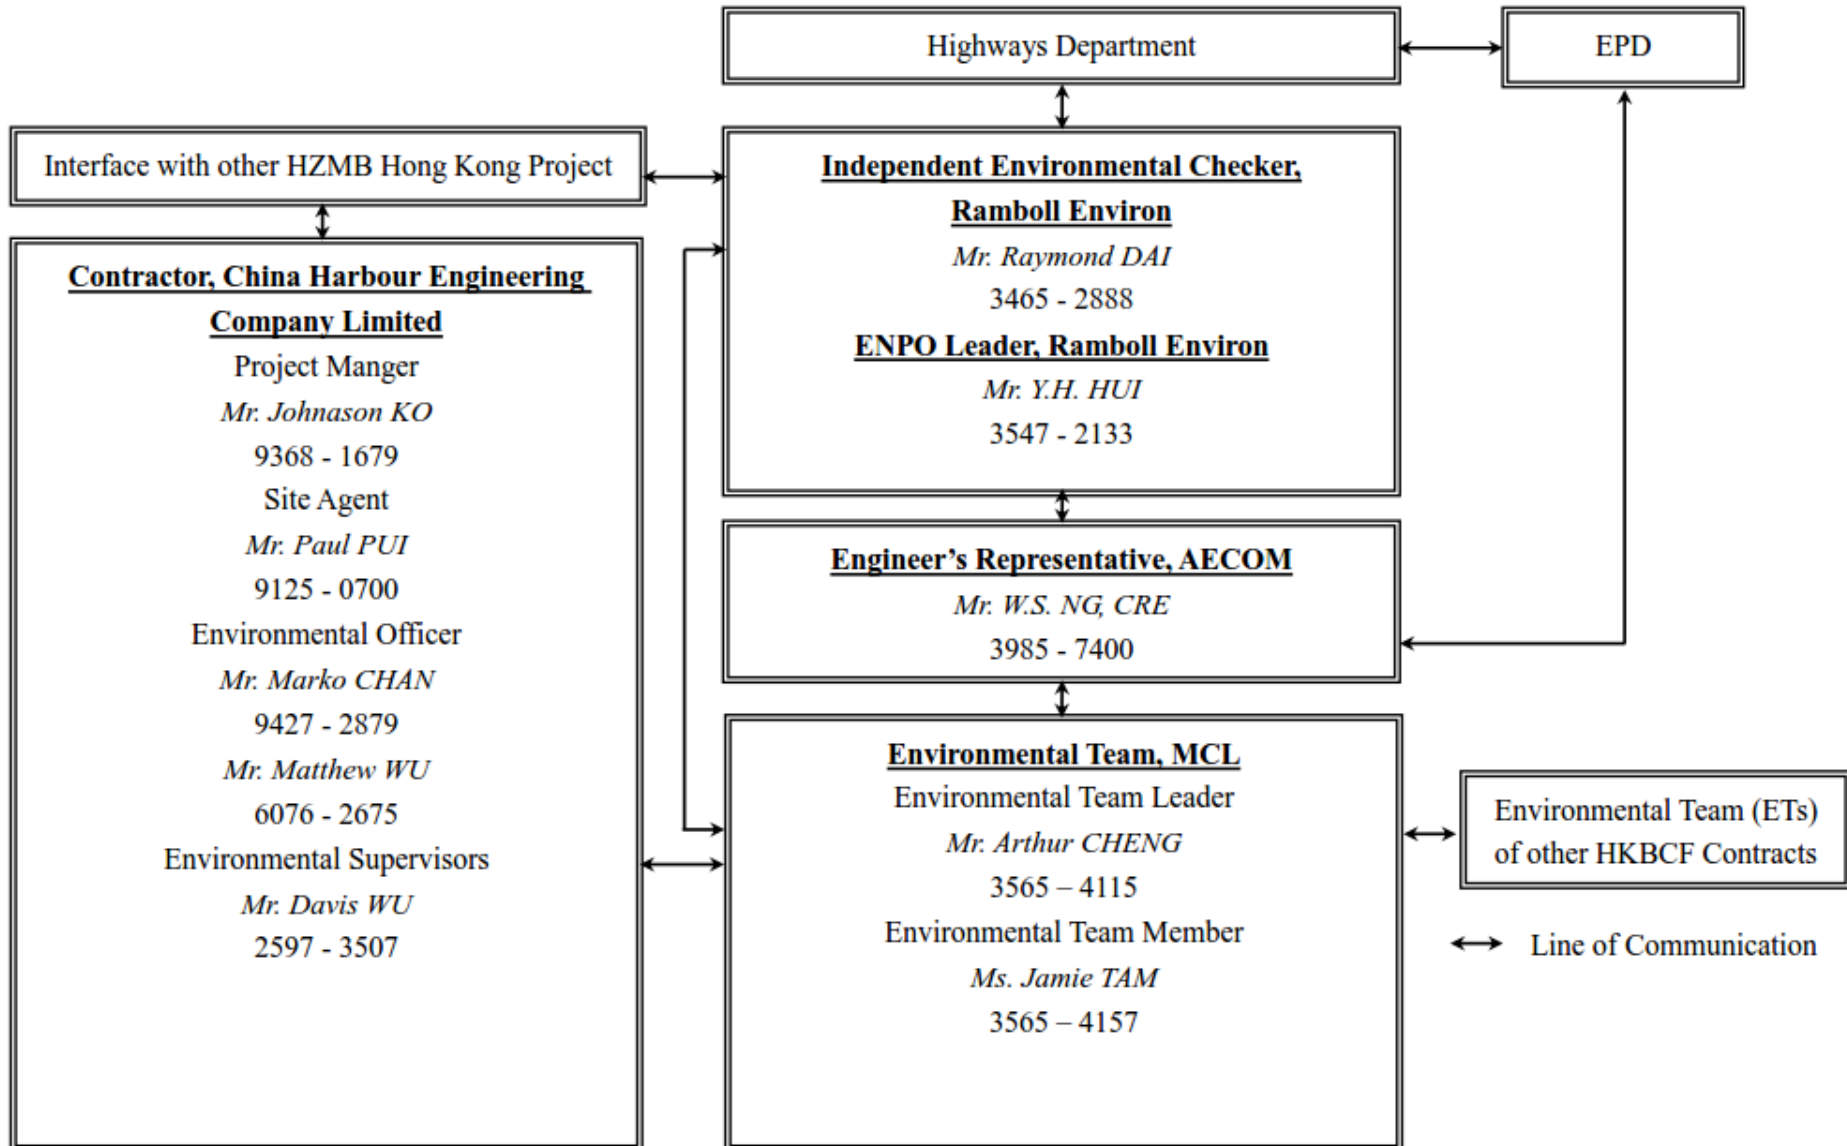 Highways Department
EPD
Interface with other HZMB Hong Kong Project
Independent Environmental Checker,
Ramboll Environ
Mr. Raymond DAI
3465 - 2888
ENPO Leader, Ramboll Environ
Mr. Y.H. HUI
3547 - 2133
Contractor, China Harbour Engineering
Company Limited
Project Manger
Mr. Johnason KO
9368 - 1679
Site Agent
Mr. Paul PUI
9125 - 0700
Environmental Officer
Mr. Marko CHAN
9427 - 2879
Mr. Matthew WU
6076 - 2675
Environmental Supervisors
Mr. Davis WU
2597 - 3507
Engineer’s Representative, AECOM
Mr. W.S. NG, CRE
3985 - 7400
Environmental Team, MCL
Environmental Team Leader
Mr. Arthur CHENG
3565 – 4115
Environmental Team Member
Ms. Jamie TAM
3565 – 4157
Environmental Team (ETs)
of other HKBCF Contracts
Line of Communication